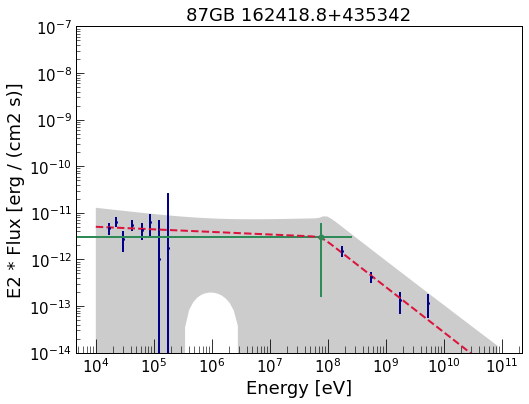 87GB 162418.8+435342
10⁻⁷
10⁻⁸
10⁻⁹
10⁻¹⁰
10⁻¹¹
10⁻¹²
10⁻¹³
10⁻¹⁴
E2 * Flux [erg / (cm2 s)]
10⁴ 10⁵ 10⁶ 10⁷ 10⁸ 10⁹ 10¹⁰ 10¹¹
Energy [eV]